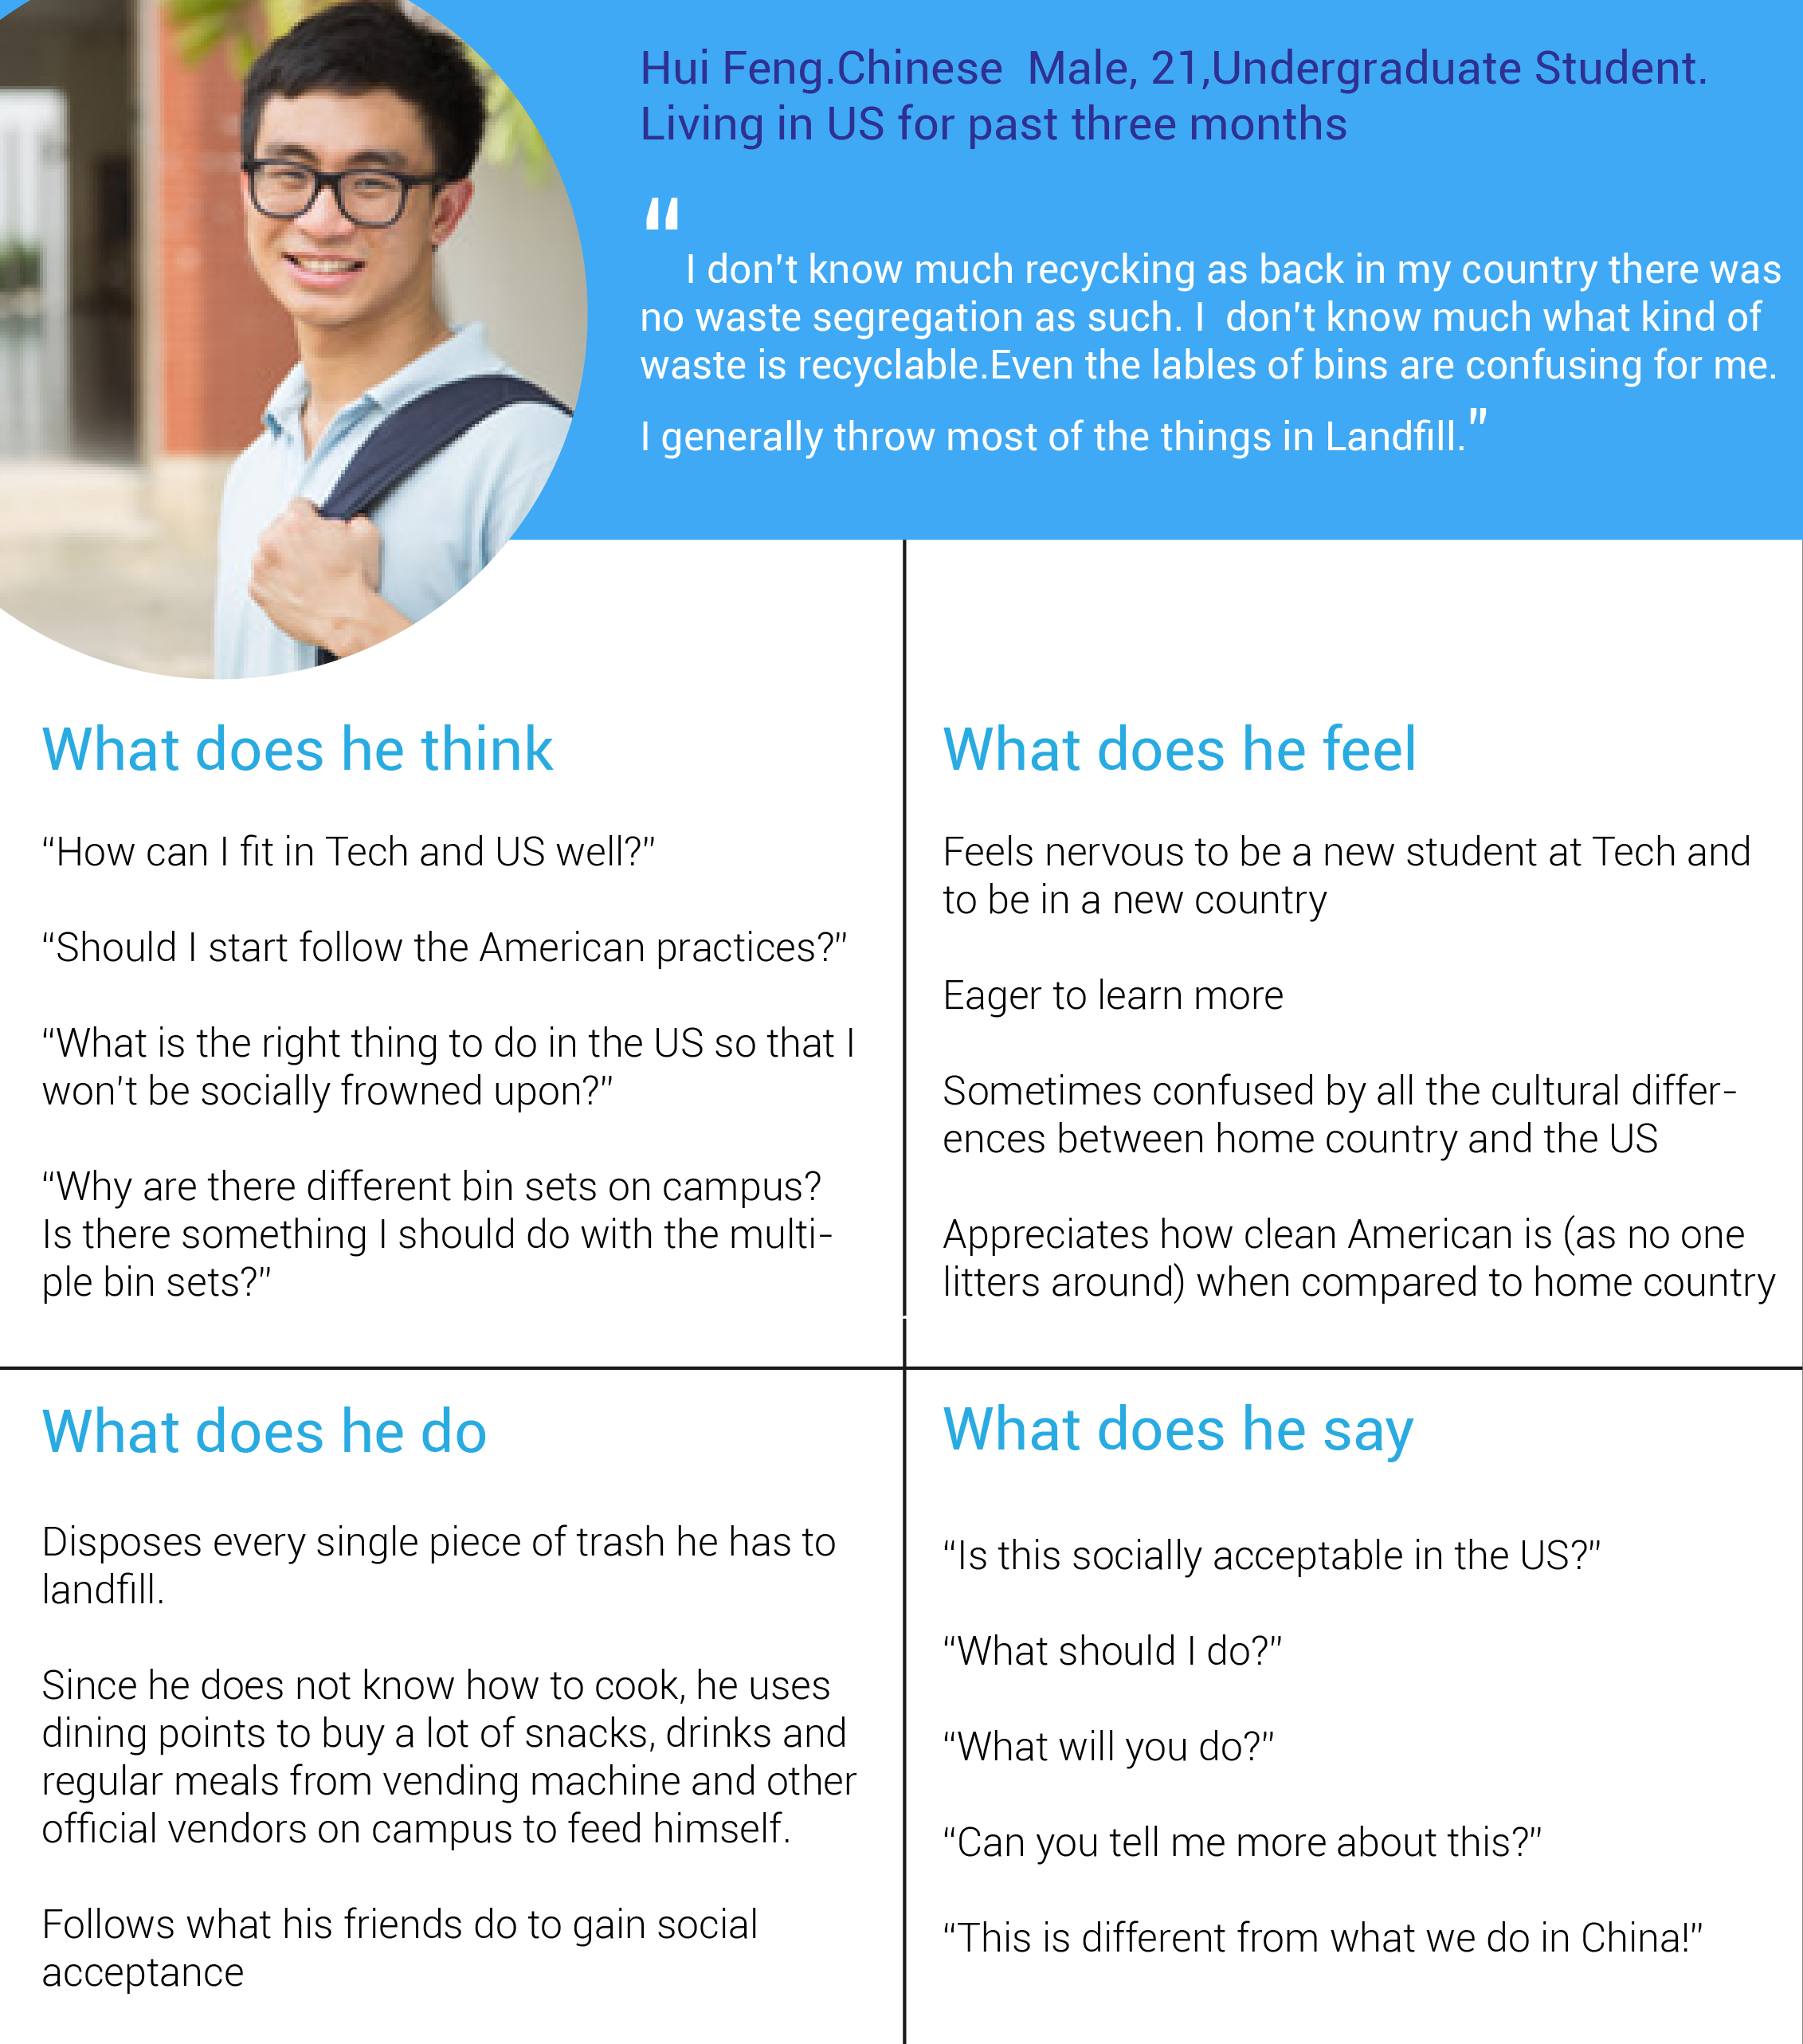 Hui Feng.Chinese  Male, 21,Undergraduate Student.
Living in US for past three months
“
I don't know much recycking as back in my country there was
no waste segregation as such. I  don't know much what kind of
waste is recyclable.Even the lables of bins are confusing for me.
I generally throw most of the things in Landfill.”
What does he think
“How can I fit in Tech and US well?”
“Should I start follow the American practices?”
“What is the right thing to do in the US so that I
won't be socially frowned upon?”
“Why are there different bin sets on campus?
Is there something I should do with the multi-
ple bin sets?”
What does he feel
Feels nervous to be a new student at Tech and
to be in a new country
Eager to learn more
Sometimes confused by all the cultural differ-
ences between home country and the US
Appreciates how clean American is (as no one
litters around) when compared to home country
What does he do
Disposes every single piece of trash he has to
landfill.
Since he does not know how to cook, he uses
dining points to buy a lot of snacks, drinks and
regular meals from vending machine and other
official vendors on campus to feed himself.
Follows what his friends do to gain social
acceptance
What does he say
“Is this socially acceptable in the US?”
“What should I do?”
“What will you do?”
“Can you tell me more about this?”
“This is different from what we do in China!”